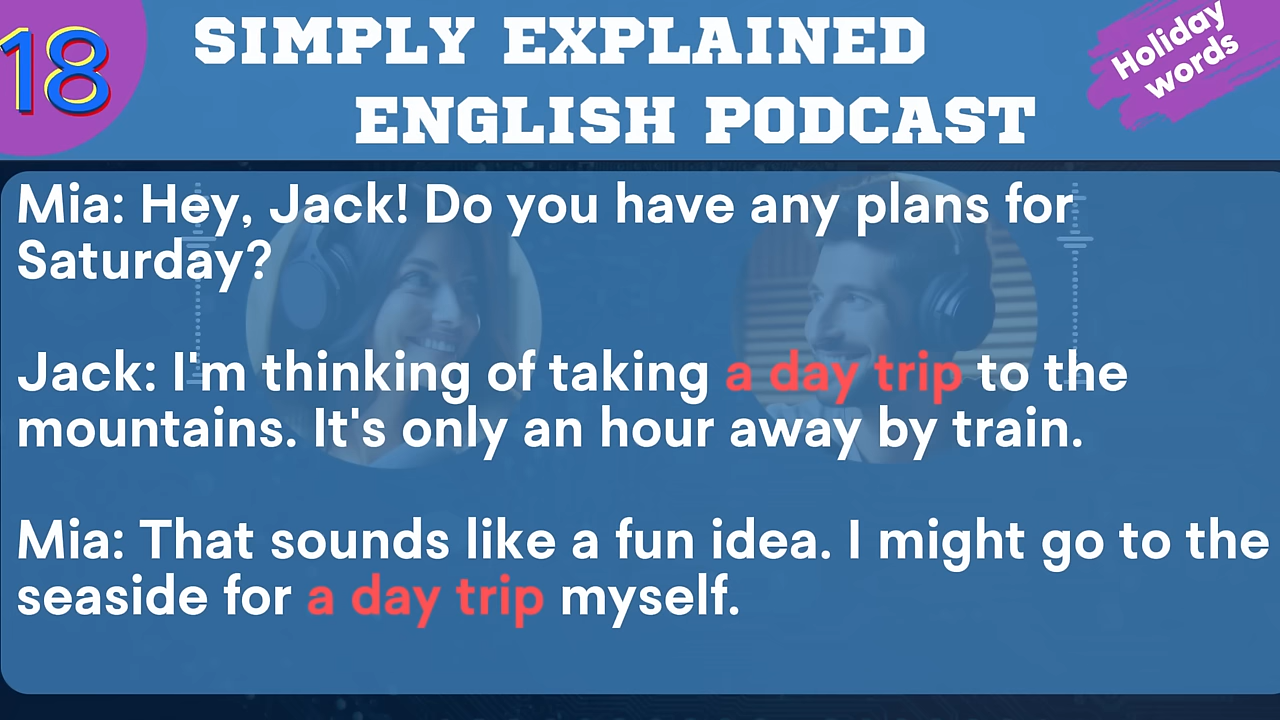 18
SIMPLY EXPLAINED
ENGLISH PODCAST
Holiday
words
Mia: Hey, Jack! Do you have any plans for
Saturday?
Jack: I'm thinking of taking a day trip to the
mountains. It's only an hour away by train.
Mia: That sounds like a fun idea. I might go to the
seaside for a day trip myself.